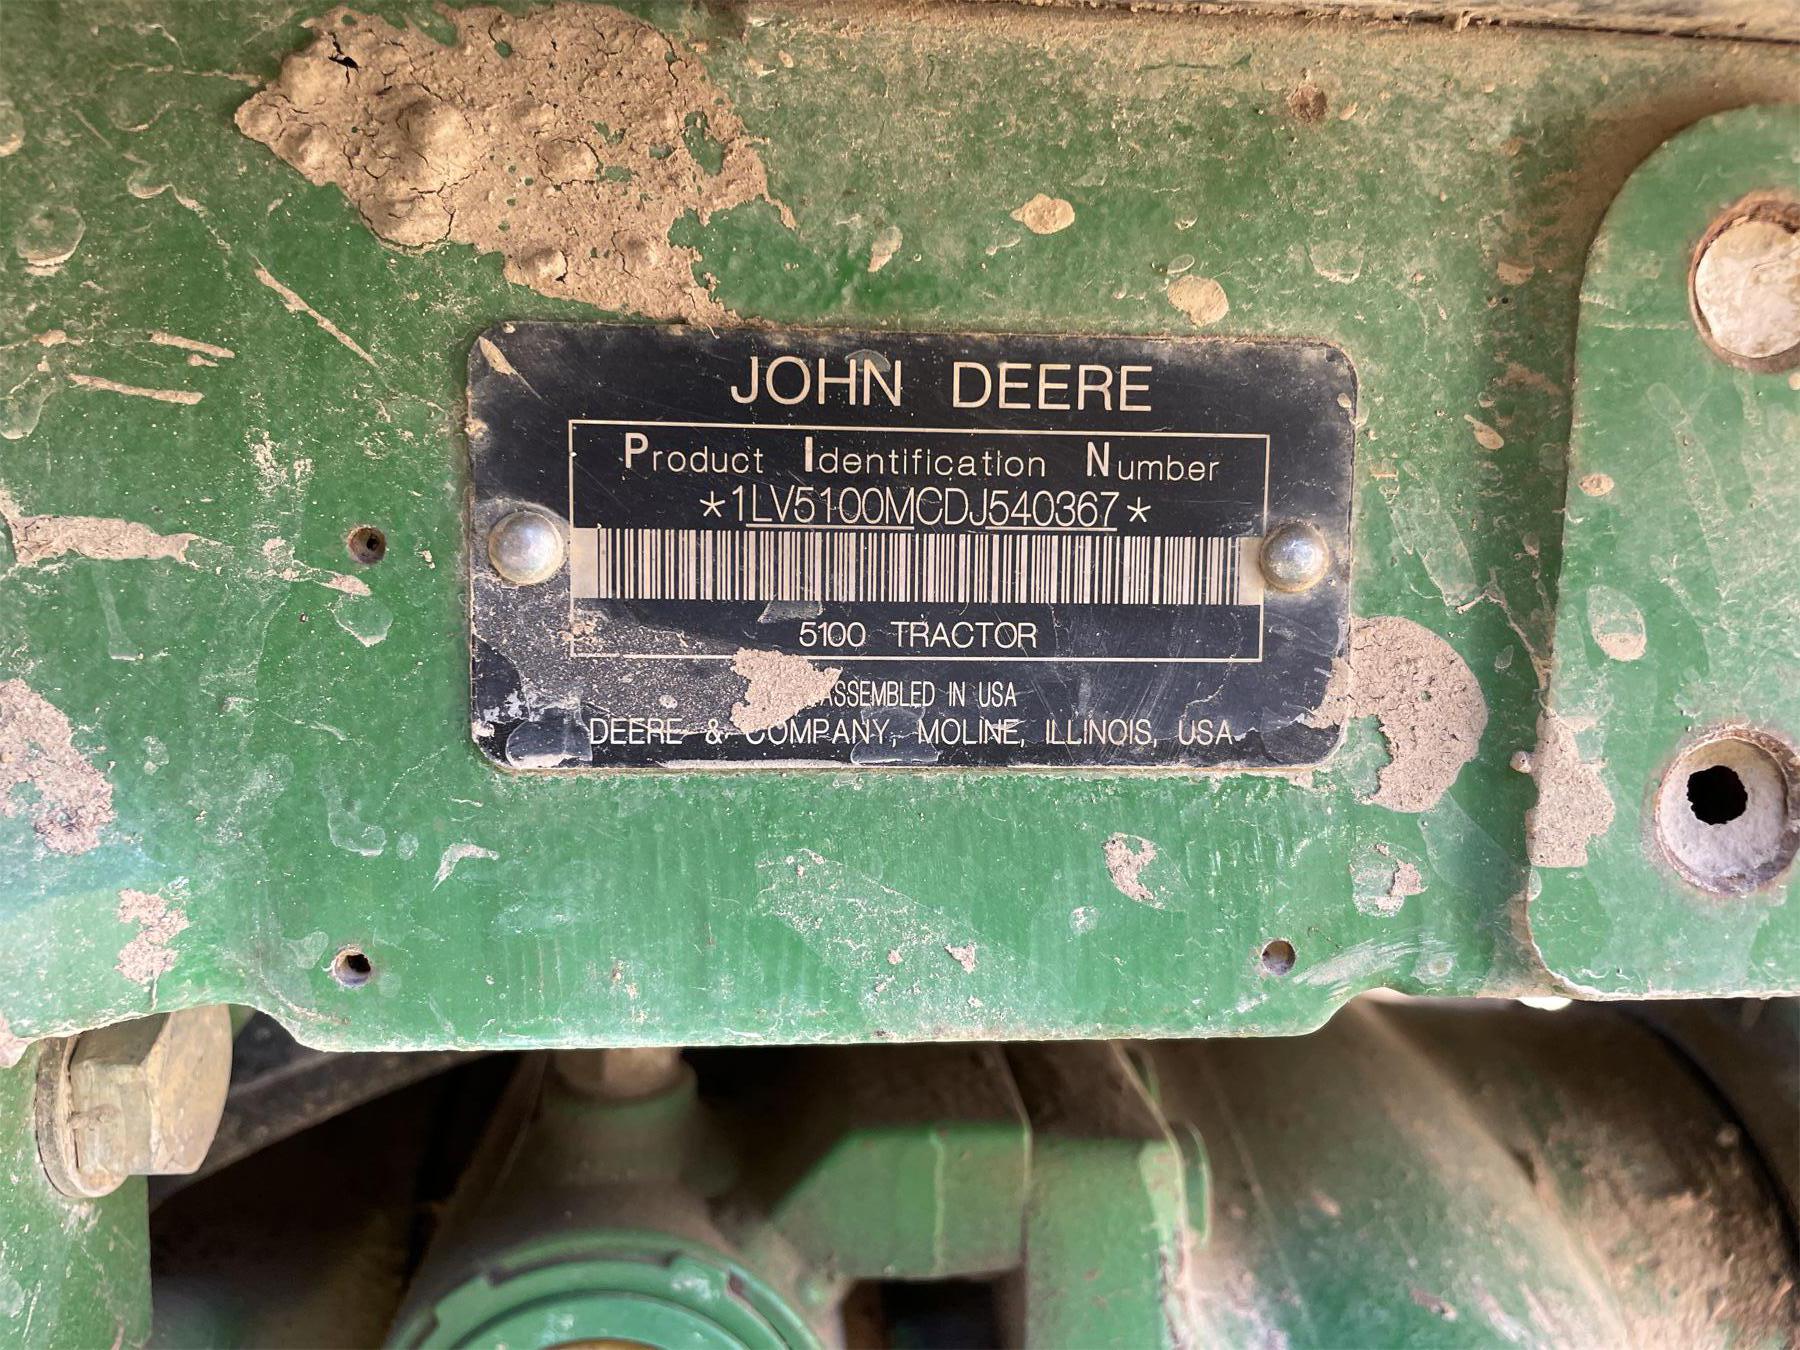 JOHN DEERE
Product Identification Number
*1LV5100MCDJ540367*
5100 TRACTOR
ASSEMBLED IN USA
DEERE & COMPANY, MOLINE, ILLINOIS, USA